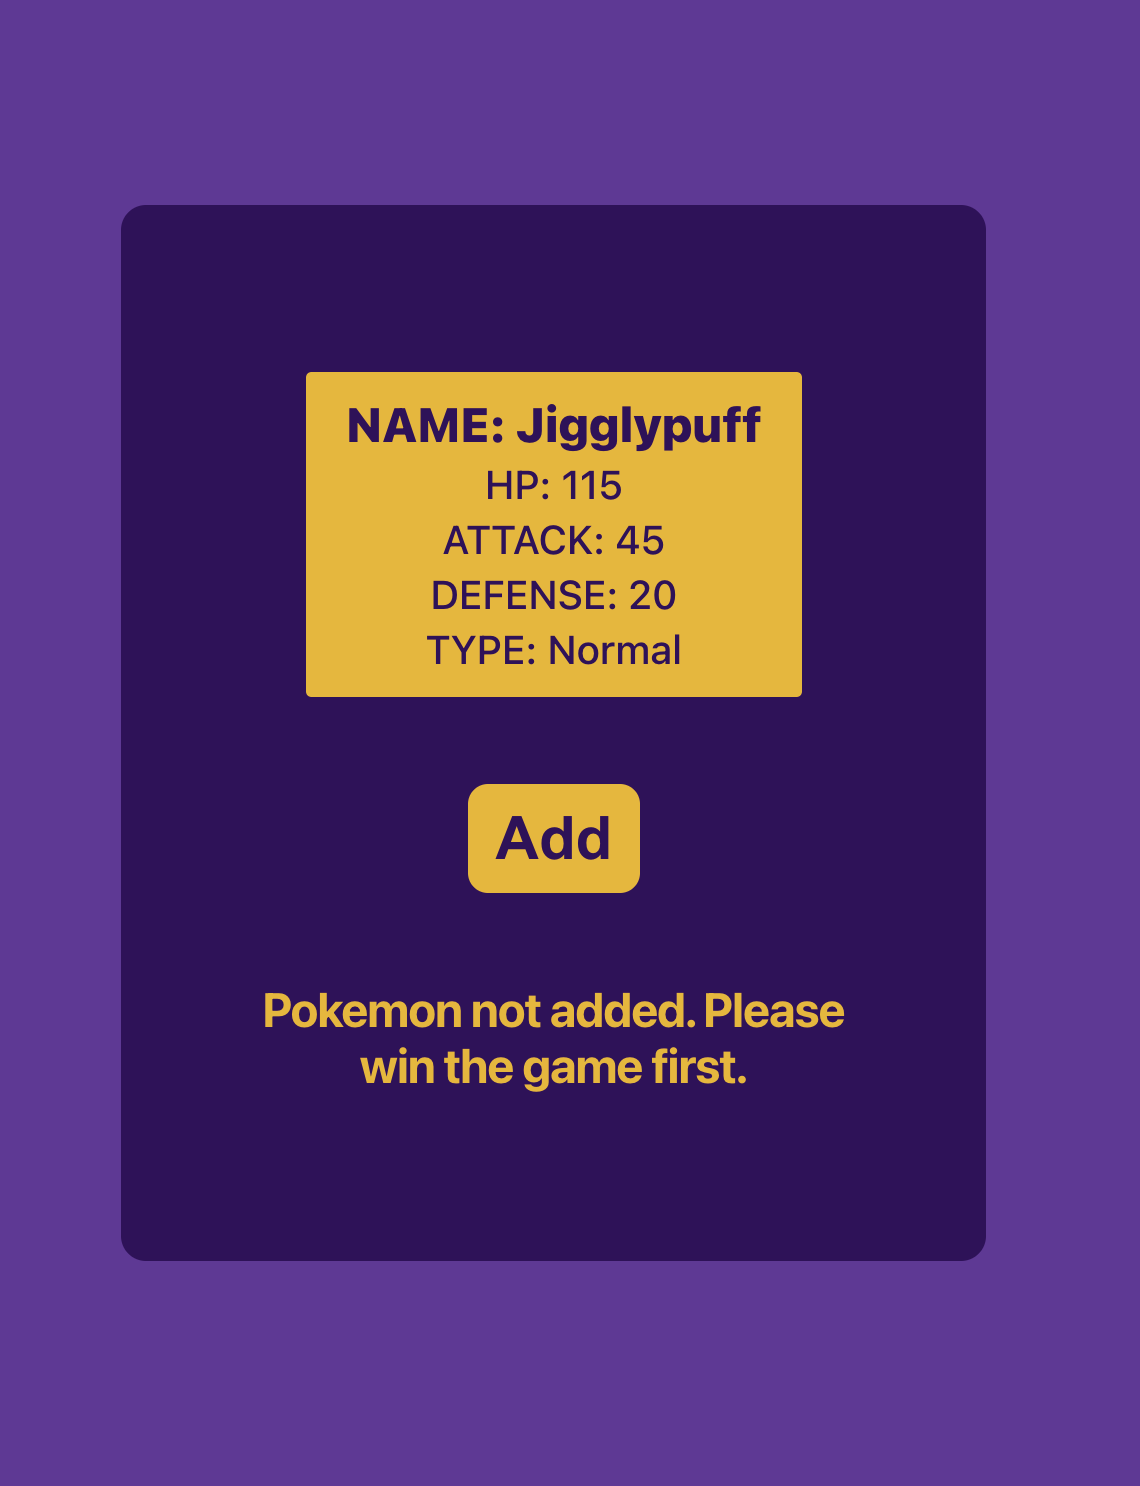 NAME: Jigglypuff
HP: 115
ATTACK: 45
DEFENSE: 20
TYPE: Normal
Add
Pokemon not added. Please
win the game first.